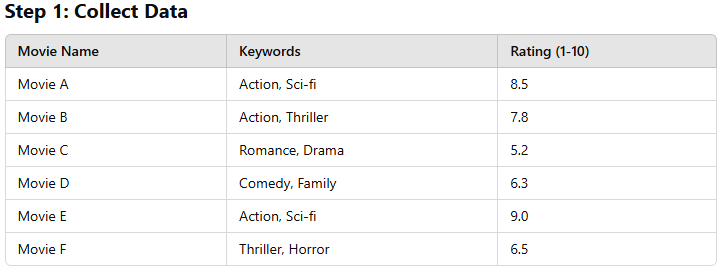 Step 1: Collect Data
Movie Name Keywords Rating (1-10)
Movie A Action, Sci-fi 8.5
Movie B Action, Thriller 7.8
Movie C Romance, Drama 5.2
Movie D Comedy, Family 6.3
Movie E Action, Sci-fi 9.0
Movie F Thriller, Horror 6.5